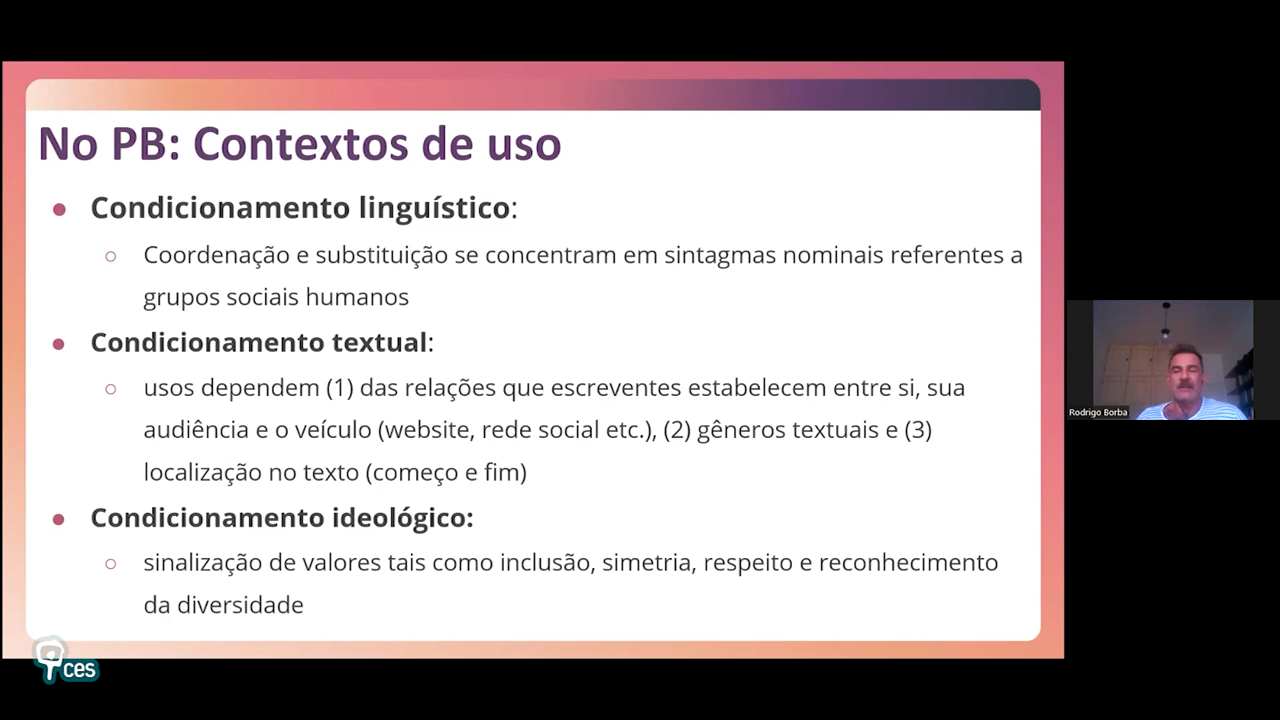 No PB: Contextos de uso
● Condicionamento linguístico:
○ Coordenação e substituição se concentram em sintagmas nominais referentes a
grupos sociais humanos
● Condicionamento textual:
○ usos dependem (1) das relações que escreventes estabelecem entre si, sua
audiência e o veículo (website, rede social etc.), (2) gêneros textuais e (3)
localização no texto (começo e fim)
● Condicionamento ideológico:
○ sinalização de valores tais como inclusão, simetria, respeito e reconhecimento
da diversidade
Rodrigo Borba
ces